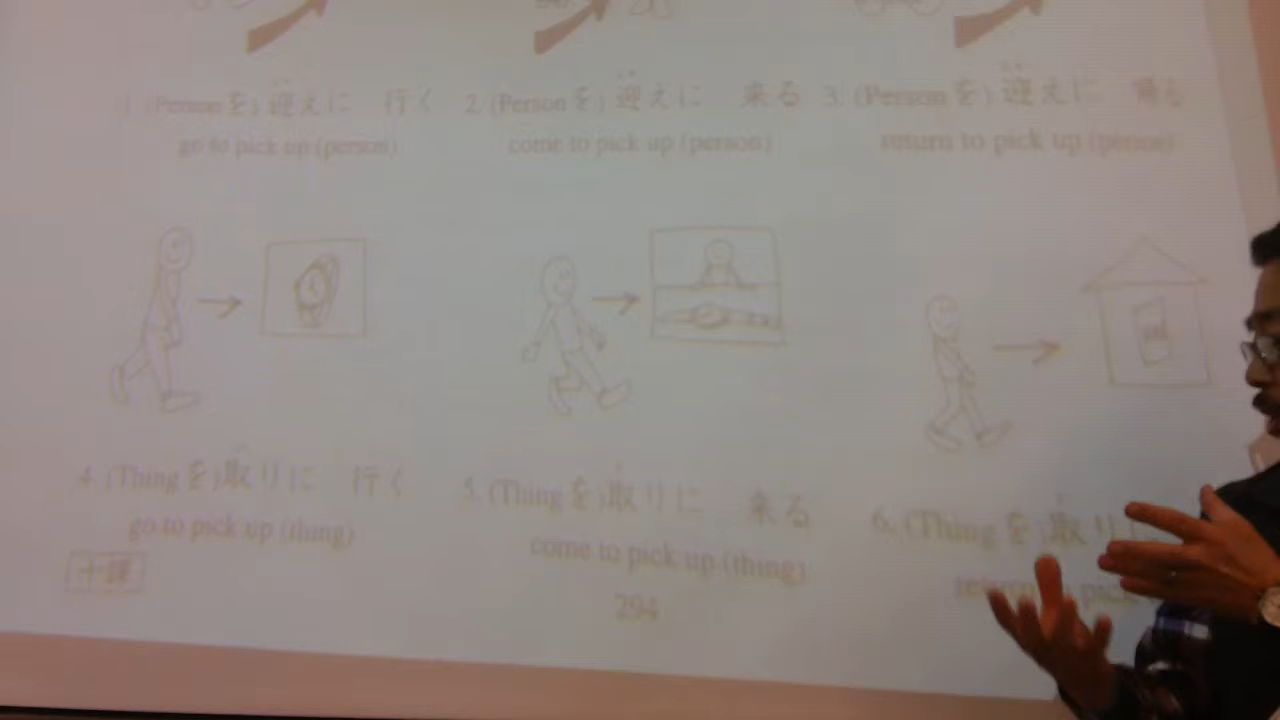 1. (Person を) 迎えに 行く
go to pick up (person)
2. (Person を) 迎えに 来る
come to pick up (person)
3. (Person を) 迎えに 帰る
return to pick up (person)
4. (Thing を) 取りに 行く
go to pick up (thing)
5. (Thing を) 取りに 来る
come to pick up (thing)
6. (Thing を) 取り
return to pick
十課
294